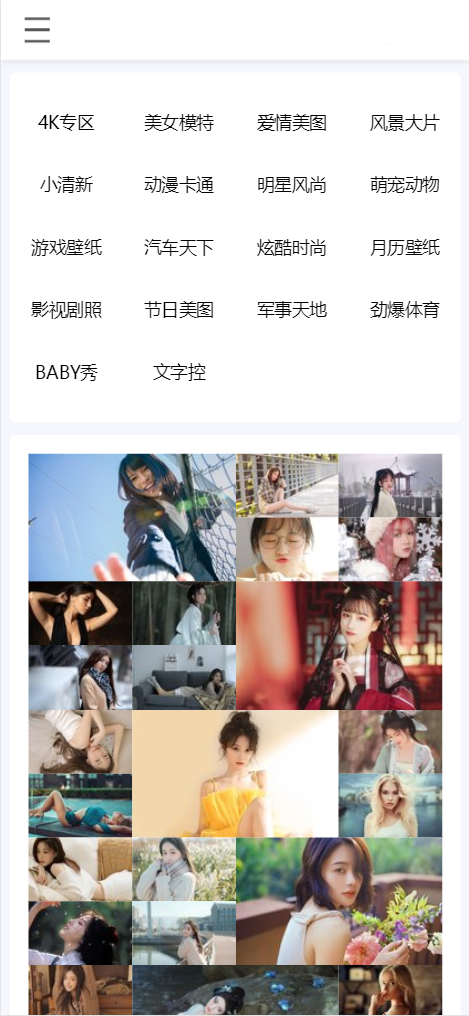 4K专区 美女模特 爱情美图 风景大片
小清新 动漫卡通 明星风尚 萌宠动物
游戏壁纸 汽车天下 炫酷时尚 月历壁纸
影视剧照 节日美图 军事天地 劲爆体育
BABY秀 文字控